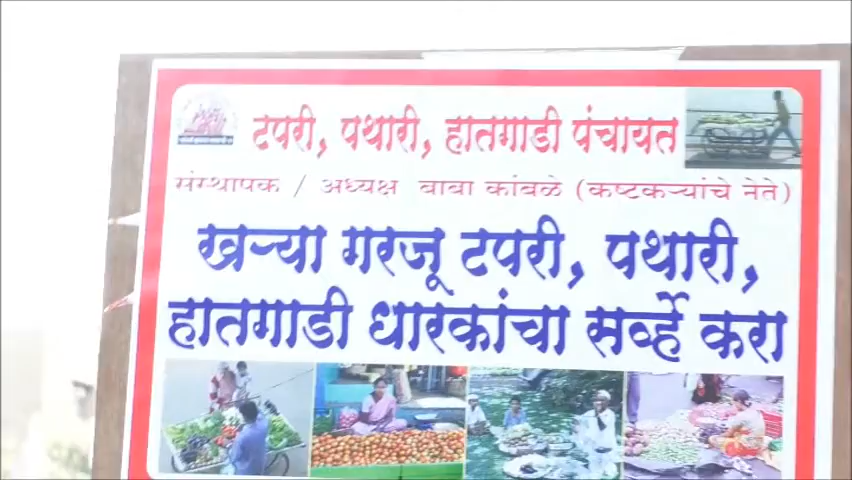 टपरी, पथारी, हातगाडी पंचायत
संस्थापक / अध्यक्ष बाबा कांबळे (कष्टकऱ्यांचे नेते)
खऱ्या गरजू टपरी, पथारी,
हातगाडी धारकांचा सर्व्हे करा